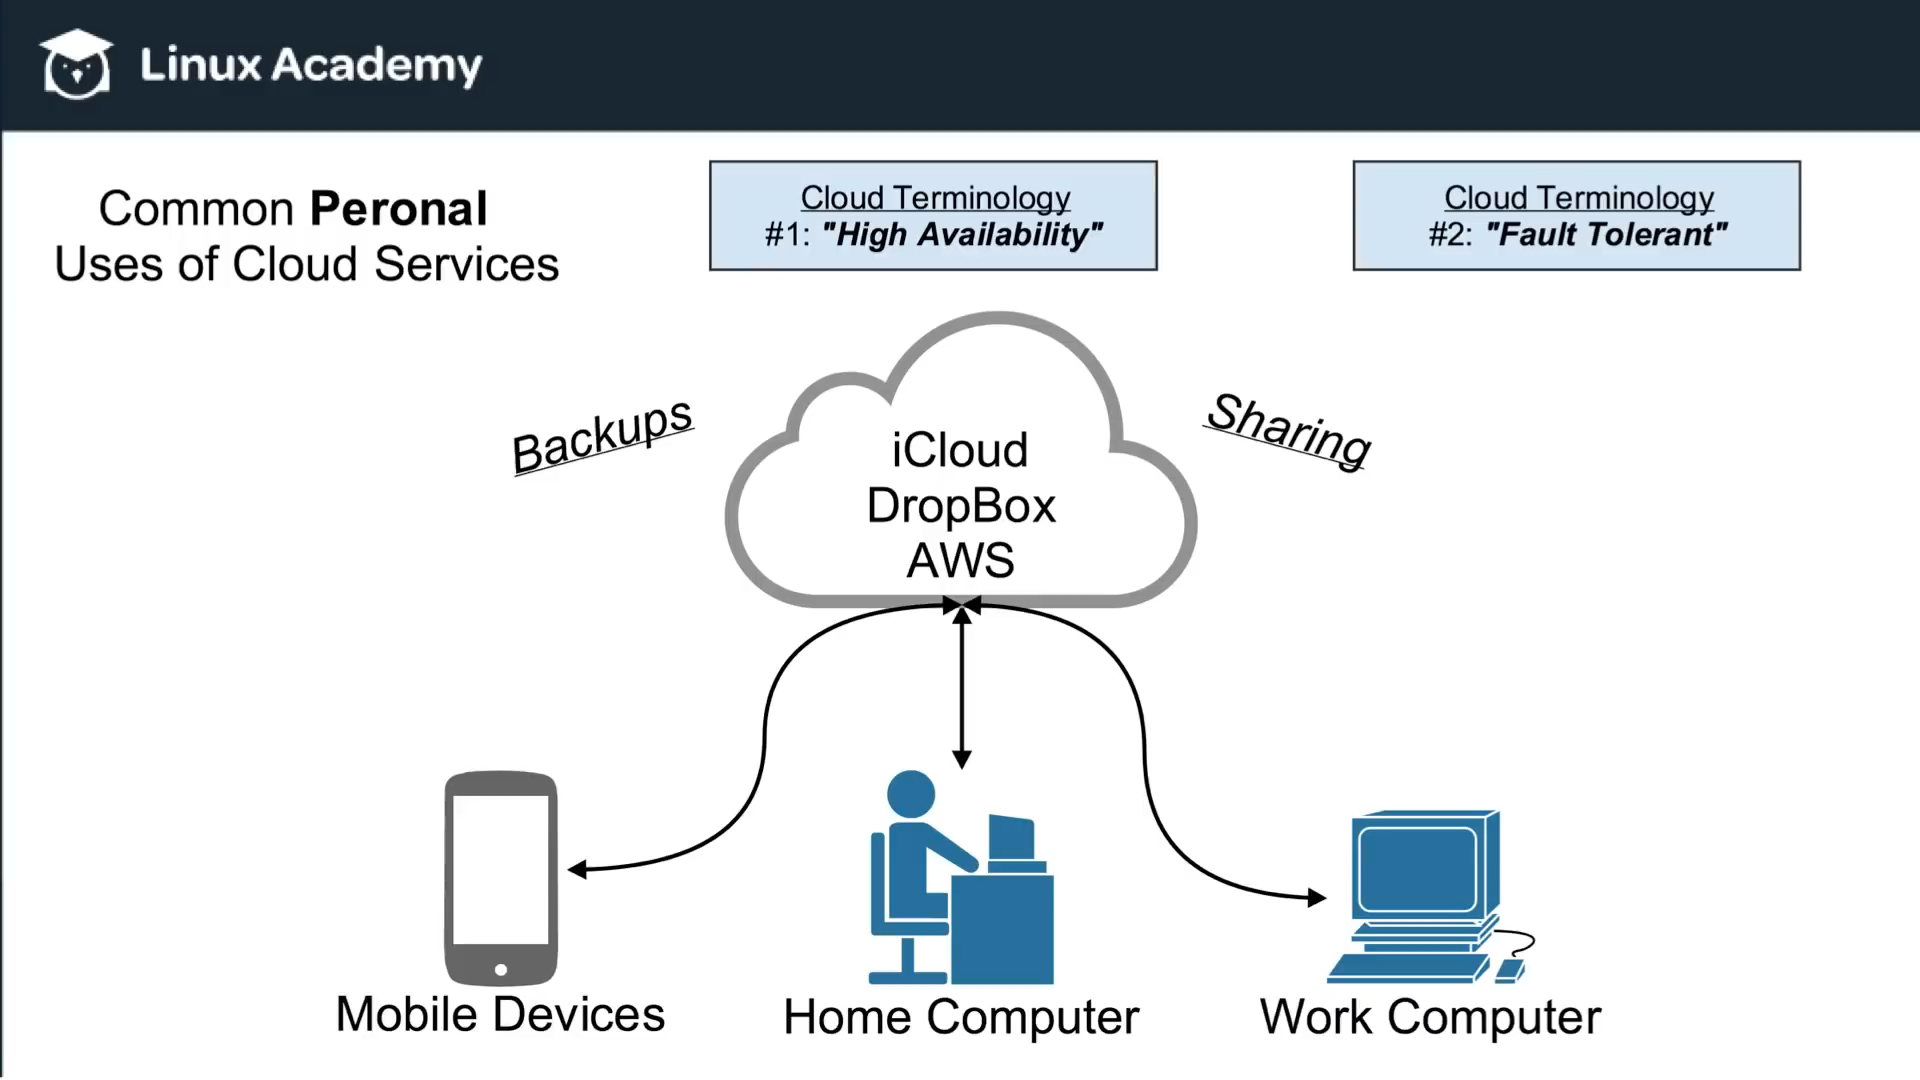 Linux Academy
Common Peronal
Uses of Cloud Services
Cloud Terminology
#1: "High Availability"
Cloud Terminology
#2: "Fault Tolerant"
Backups
Sharing
iCloud
DropBox
AWS
Mobile Devices
Home Computer
Work Computer